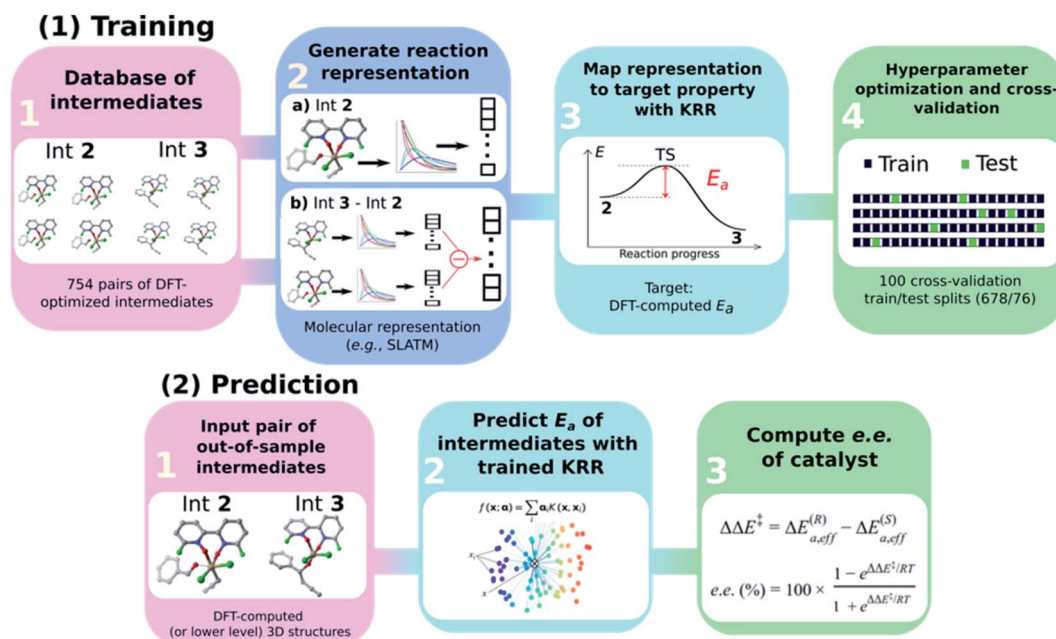 (1) Training
1
Database of
intermediates
Int 2
Int 3
754 pairs of DFT-
optimized intermediates
2
Generate reaction
representation
a) Int 2
b) Int 3 - Int 2
Molecular representation
(e.g., SLATM)
3
Map representation
to target property
with KRR
E
TS
Eₐ
2
3
Reaction progress
Target:
DFT-computed Eₐ
4
Hyperparameter
optimization and cross-
validation
Train
Test
100 cross-validation
train/test splits (678/76)
(2) Prediction
1
Input pair of
out-of-sample
intermediates
Int 2
Int 3
DFT-computed
(or lower level) 3D structures
2
Predict Eₐ of
intermediates with
trained KRR
f(x;α) = ∑ᵢ αᵢK(x, xᵢ)
xᵢ
x
3
Compute e.e.
of catalyst
ΔΔE‡ = ΔE(R)a,eff − ΔE(S)a,eff
e.e. (%) = 100 × (1 − e^(ΔΔE‡/RT)) / (1 + e^(ΔΔE‡/RT))